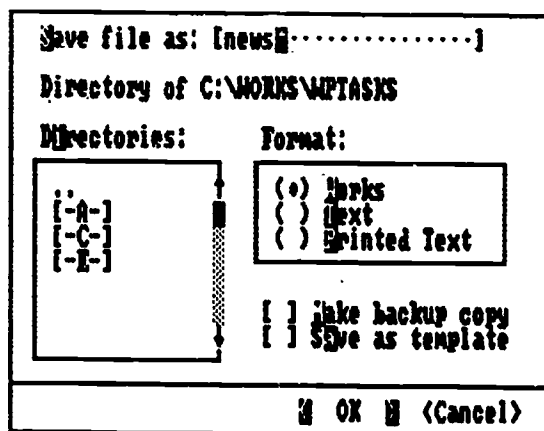 Save file as: [news·················]
Directory of C:\WORKS\WPTASKS
Directories:
..
[-A-]
[-C-]
[-E-]
Format:
(•) Works
( ) Text
( ) Printed Text
[ ] Make backup copy
[ ] Save as template
OK <Cancel>